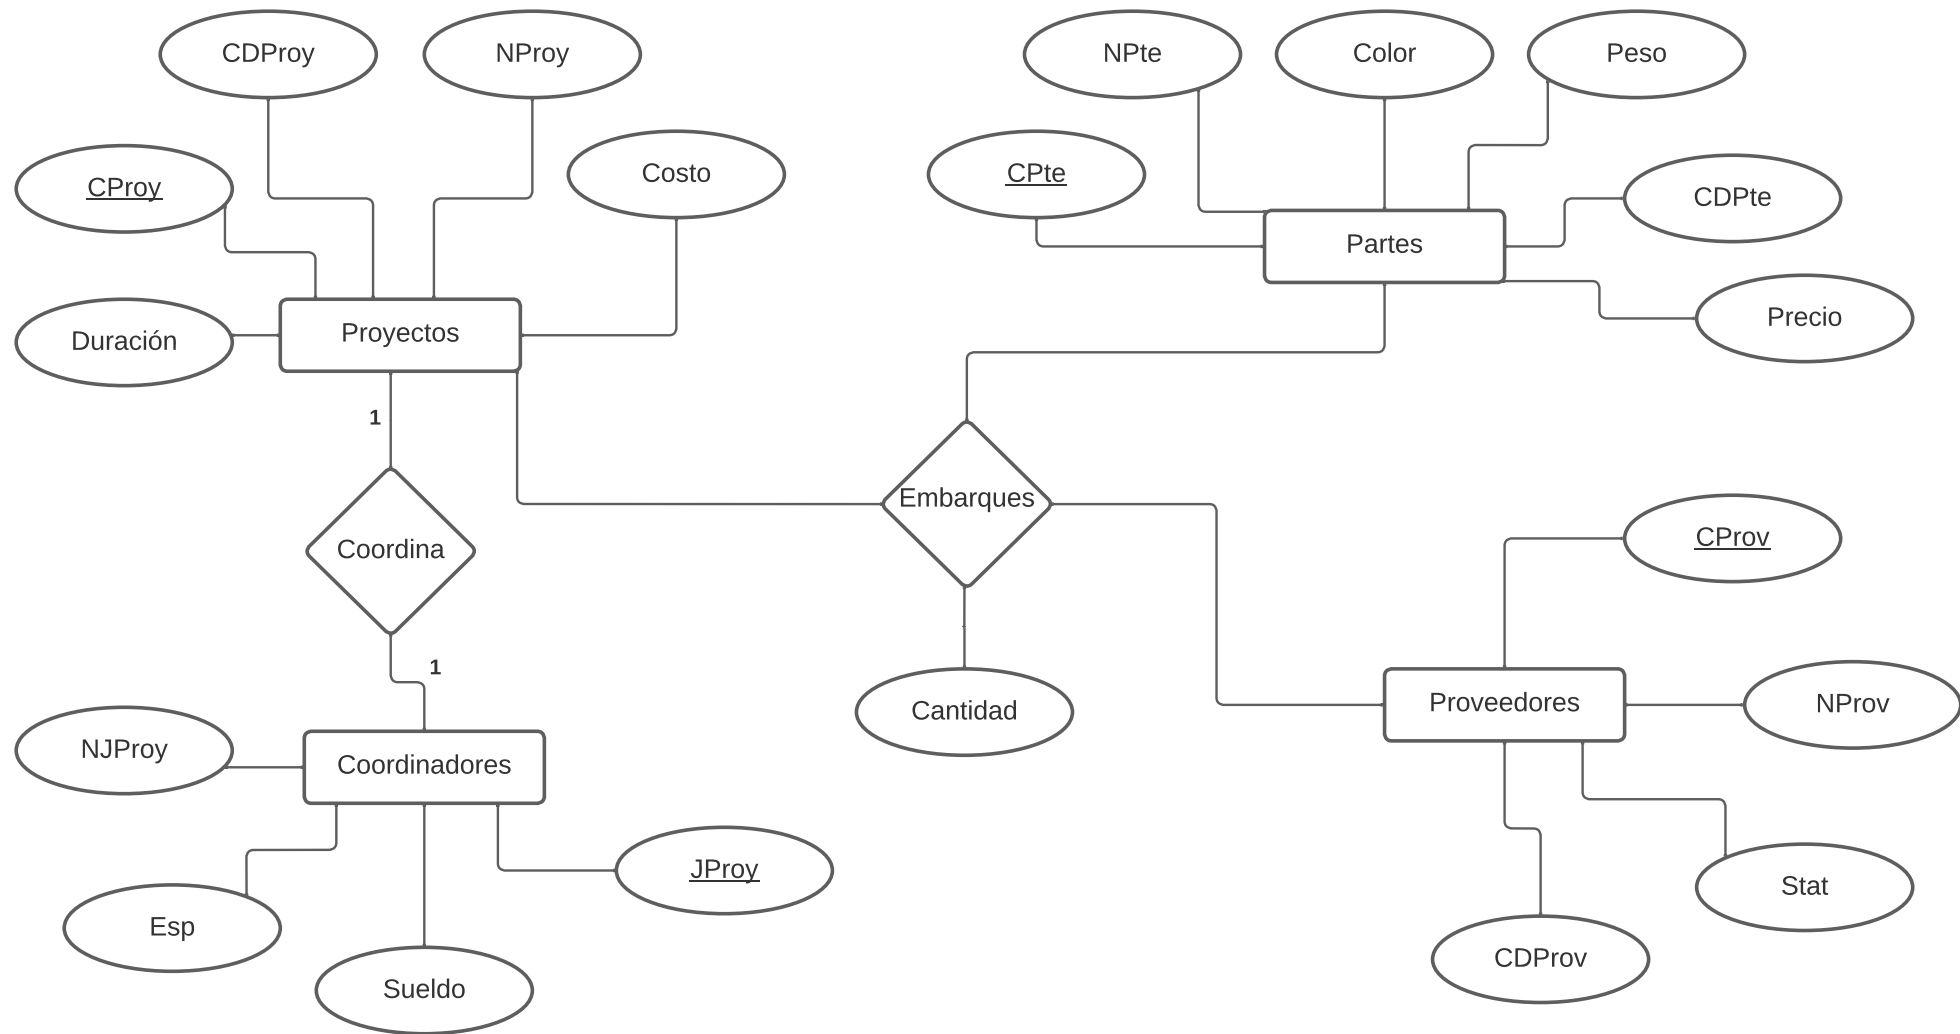 CDProy
NProy
NPte
Color
Peso
CProy
Costo
CPte
CDPte
Proyectos
Duración
Partes
Precio
1
Coordina
Embarques
CProv
1
NJProy
Coordinadores
Cantidad
Proveedores
NProv
JProy
Stat
Esp
Sueldo
CDProv